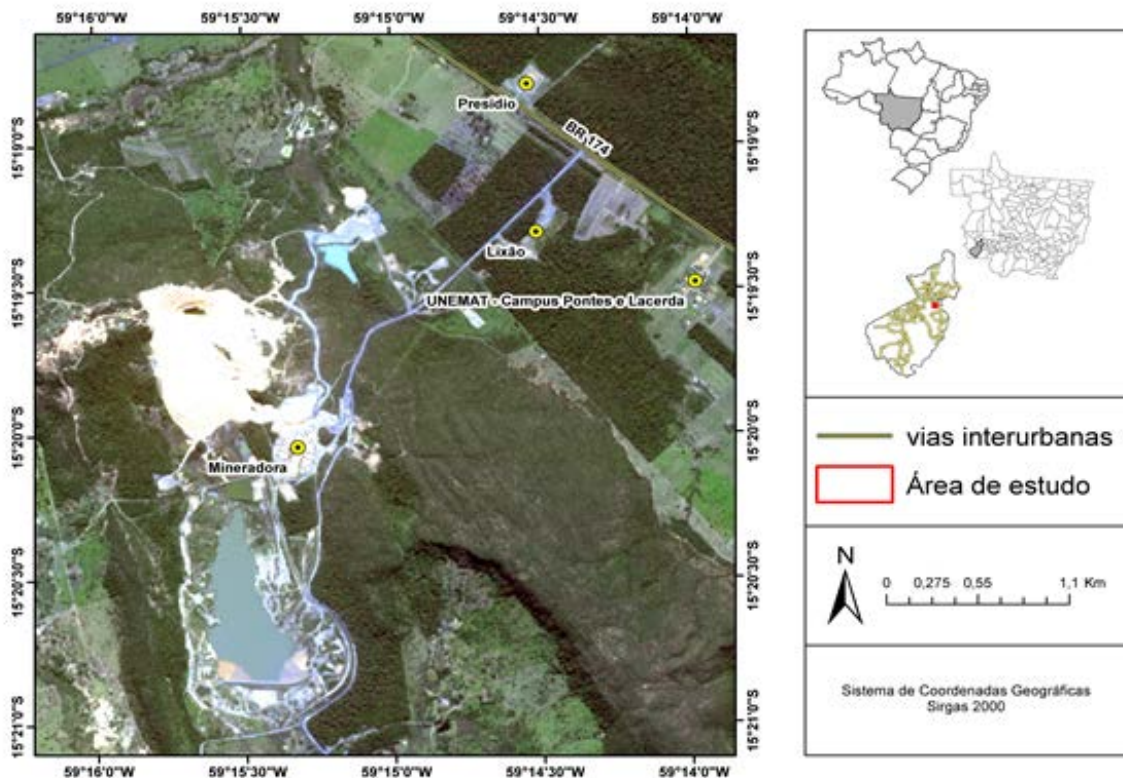 59°16'0"W 59°15'30"W 59°15'0"W 59°14'30"W 59°14'0"W
15°19'0"S 15°19'0"S
15°19'30"S 15°19'30"S
15°20'0"S 15°20'0"S
15°20'30"S 15°20'30"S
15°21'0"S 15°21'0"S
Presídio
BR 174
Lixão
UNEMAT - Campus Pontes e Lacerda
Mineradora
59°16'0"W 59°15'30"W 59°15'0"W 59°14'30"W 59°14'0"W
vias interurbanas
Área de estudo
N
0 0,275 0,55 1,1 Km
Sistema de Coordenadas Geográficas
Sirgas 2000